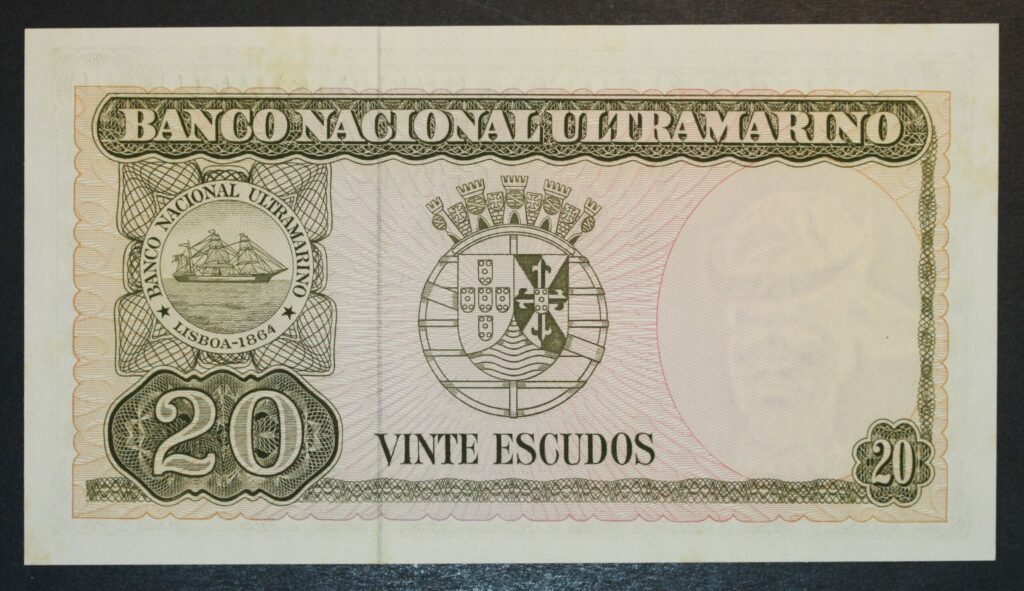 BANCO NACIONAL ULTRAMARINO
BANCO NACIONAL ULTRAMARINO
★ LISBOA-1864 ★
20
VINTE ESCUDOS
20